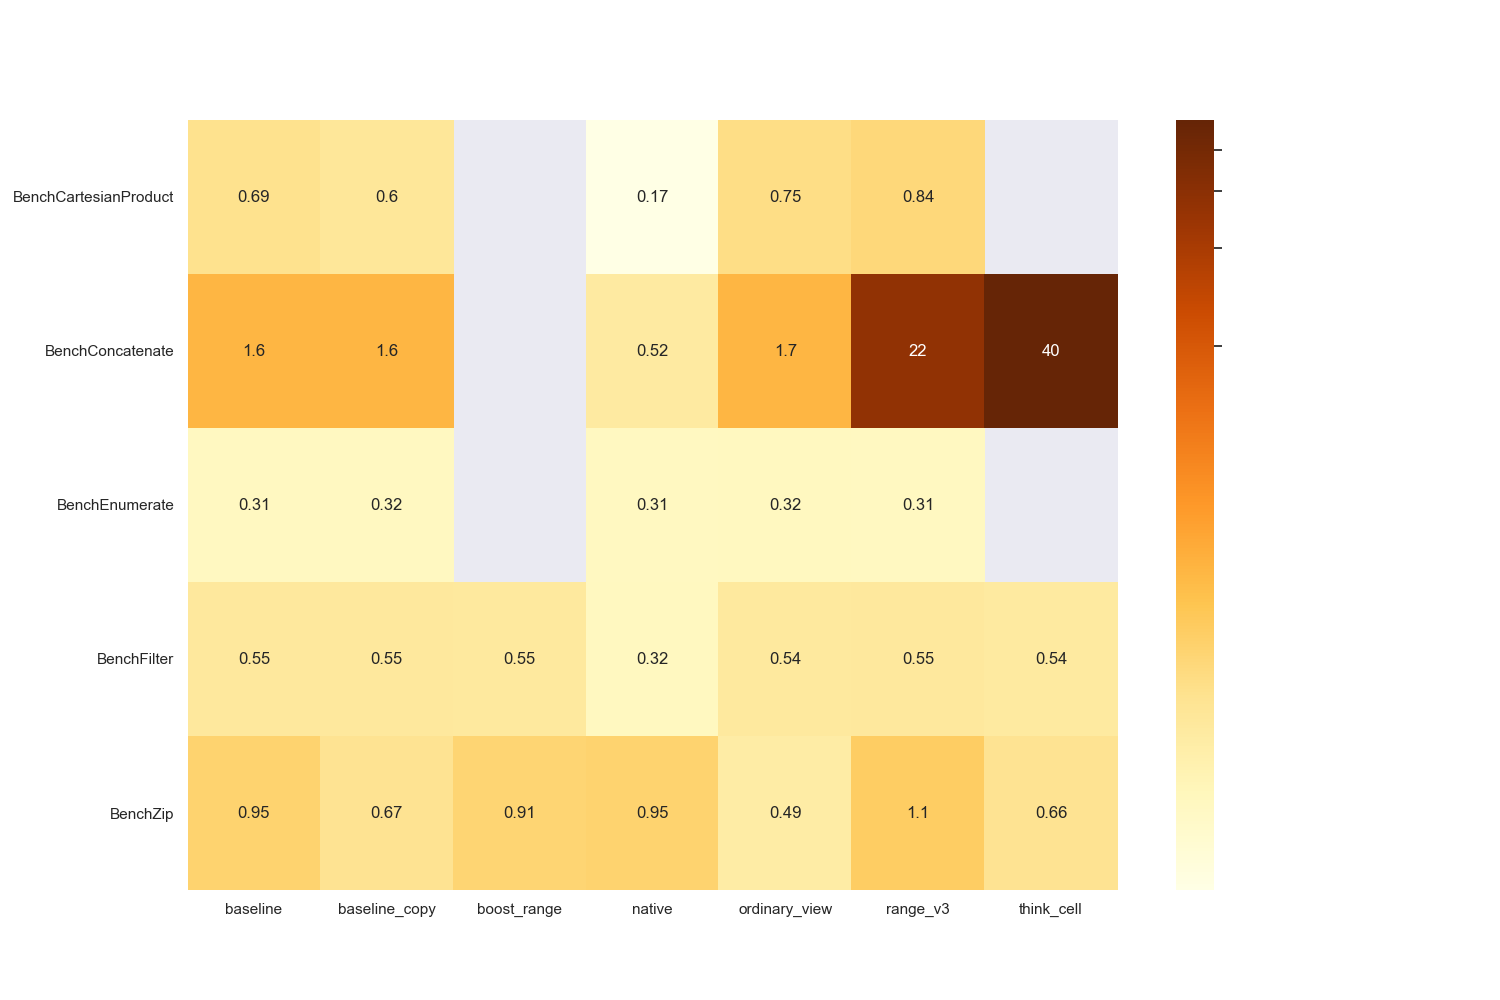 BenchCartesianProduct 0.69 0.6 0.17 0.75 0.84
BenchConcatenate 1.6 1.6 0.52 1.7 22 40
BenchEnumerate 0.31 0.32 0.31 0.32 0.31
BenchFilter 0.55 0.55 0.55 0.32 0.54 0.55 0.54
BenchZip 0.95 0.67 0.91 0.95 0.49 1.1 0.66
baseline baseline_copy boost_range native ordinary_view range_v3 think_cell